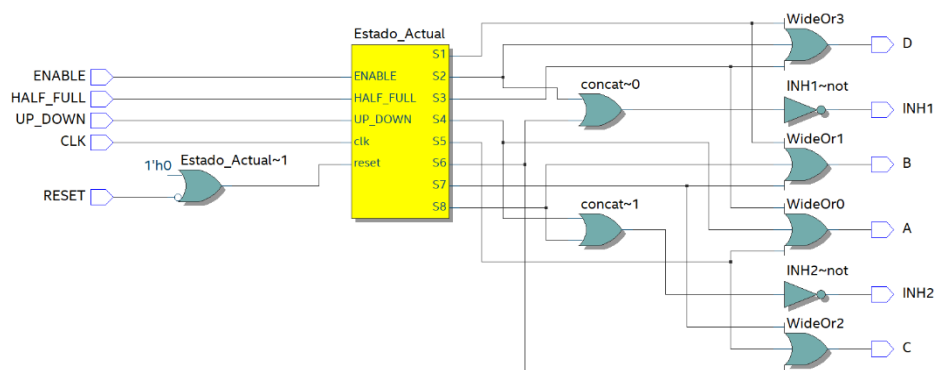 WideOr3
Estado_Actual
D
S1
ENABLE
ENABLE
S2
concat~0
INH1~not
HALF_FULL
HALF_FULL
S3
UP_DOWN
UP_DOWN
S4
INH1
CLK
clk
S5
WideOr1
1'h0
Estado_Actual~1
reset
S6
B
S7
RESET
S8
concat~1
WideOr0
A
INH2~not
INH2
WideOr2
C